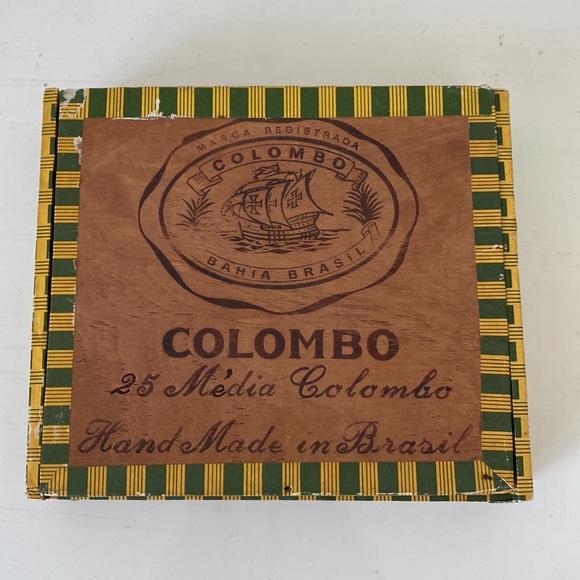 MARCA REGISTRADA
COLOMBO
BAHIA BRASIL
COLOMBO
25 Média Colombo
Hand Made in Brasil